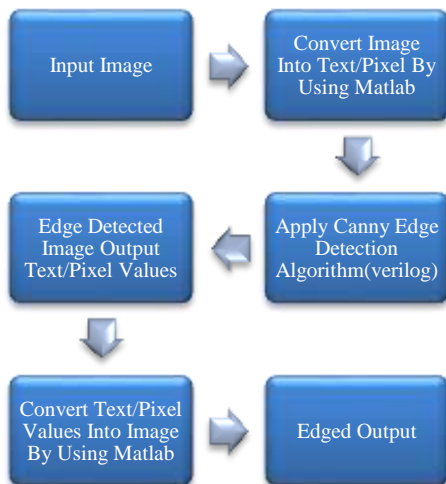 Input Image
Convert Image
Into Text/Pixel By
Using Matlab
Apply Canny Edge
Detection
Algorithm(verilog)
Edge Detected
Image Output
Text/Pixel Values
Convert Text/Pixel
Values Into Image
By Using Matlab
Edged Output